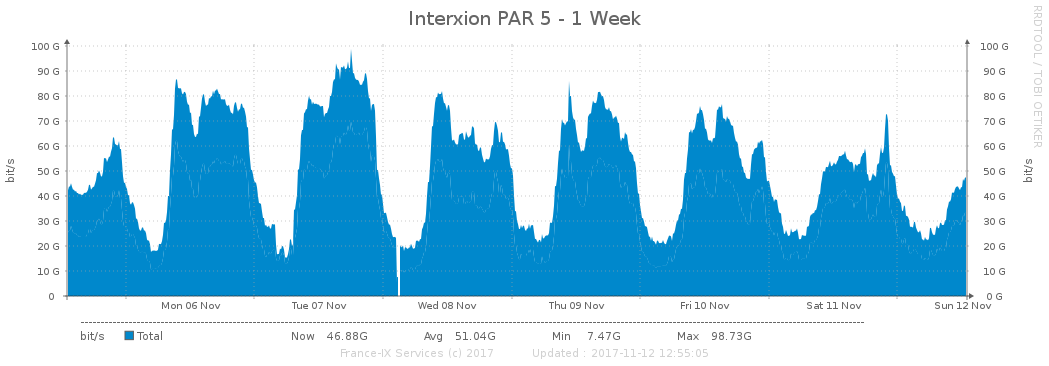 Interxion PAR 5 - 1 Week
RRDTOOL / TOBI OETIKER
bit/s
100 G
90 G
80 G
70 G
60 G
50 G
40 G
30 G
20 G
10 G
0
100 G
90 G
80 G
70 G
60 G
50 G
40 G
30 G
20 G
10 G
0 G
bit/s
Mon 06 Nov Tue 07 Nov Wed 08 Nov Thu 09 Nov Fri 10 Nov Sat 11 Nov Sun 12 Nov
bit/s Total Now 46.88G Avg 51.04G Min 7.47G Max 98.73G
France-IX Services (c) 2017 Updated : 2017-11-12 12:55:05